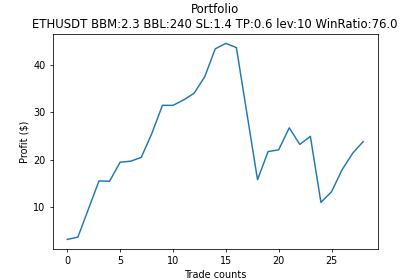 Portfolio
ETHUSDT BBM:2.3 BBL:240 SL:1.4 TP:0.6 lev:10 WinRatio:76.0
40
30
20
10
Profit ($)
0 5 10 15 20 25
Trade counts